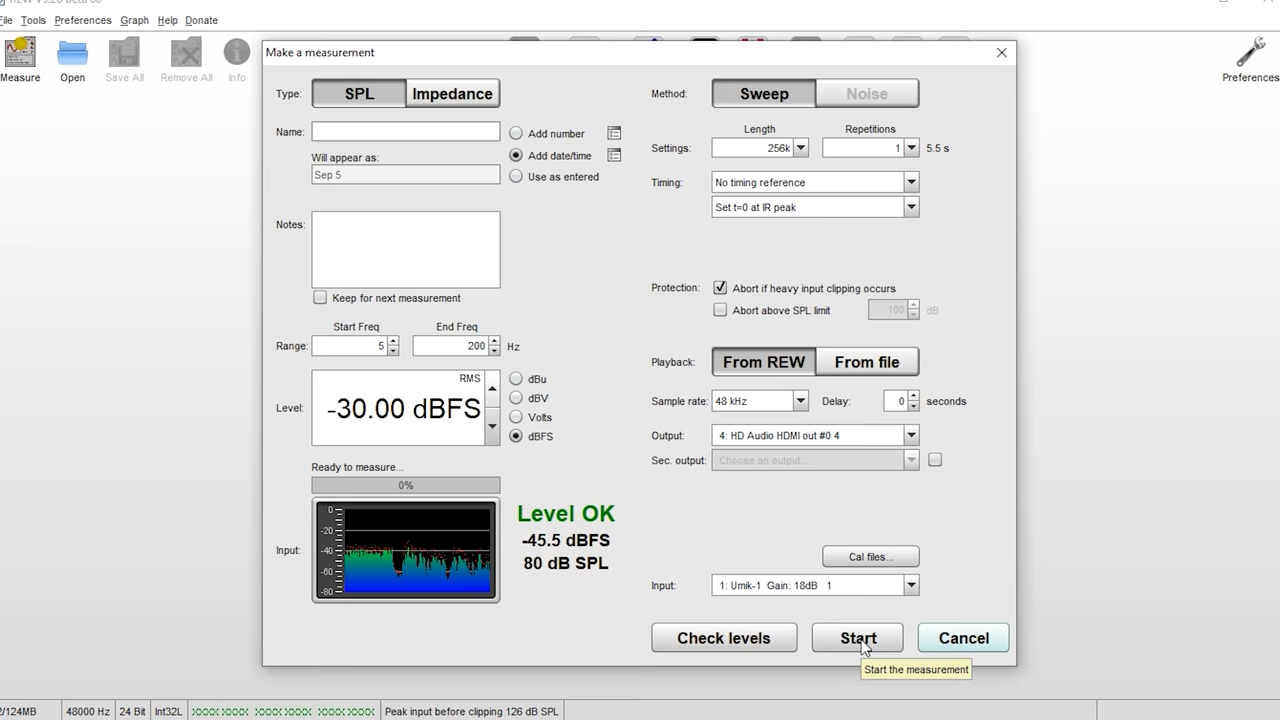 File Tools Preferences Graph Help Donate
Measure Open Save All Remove All Info Preferences
Make a measurement
Type: SPL Impedance
Name:
Add number
Will appear as:
Add date/time
Sep 5
Use as entered
Notes:
Keep for next measurement
Start Freq End Freq
Range: 5 200 Hz
Level: RMS
-30.00 dBFS
dBu
dBV
Volts
dBFS
Ready to measure...
0%
Input:
0
-20
-40
-60
-80
Level OK
-45.5 dBFS
80 dB SPL
Method: Sweep Noise
Length Repetitions
Settings: 256k 1 5.5 s
Timing: No timing reference
Set t=0 at IR peak
Protection: Abort if heavy input clipping occurs
Abort above SPL limit 100 dB
Playback: From REW From file
Sample rate: 48 kHz Delay: 0 seconds
Output: 4: HD Audio HDMI out #0 4
Sec. output: Choose an output...
Cal files...
Input: 1: Umik-1 Gain: 18dB 1
Check levels Start Cancel
Start the measurement
/124MB 48000 Hz 24 Bit Int32L XXXX XXXX XXXX XXXX XXXX XXXX Peak input before clipping 126 dB SPL